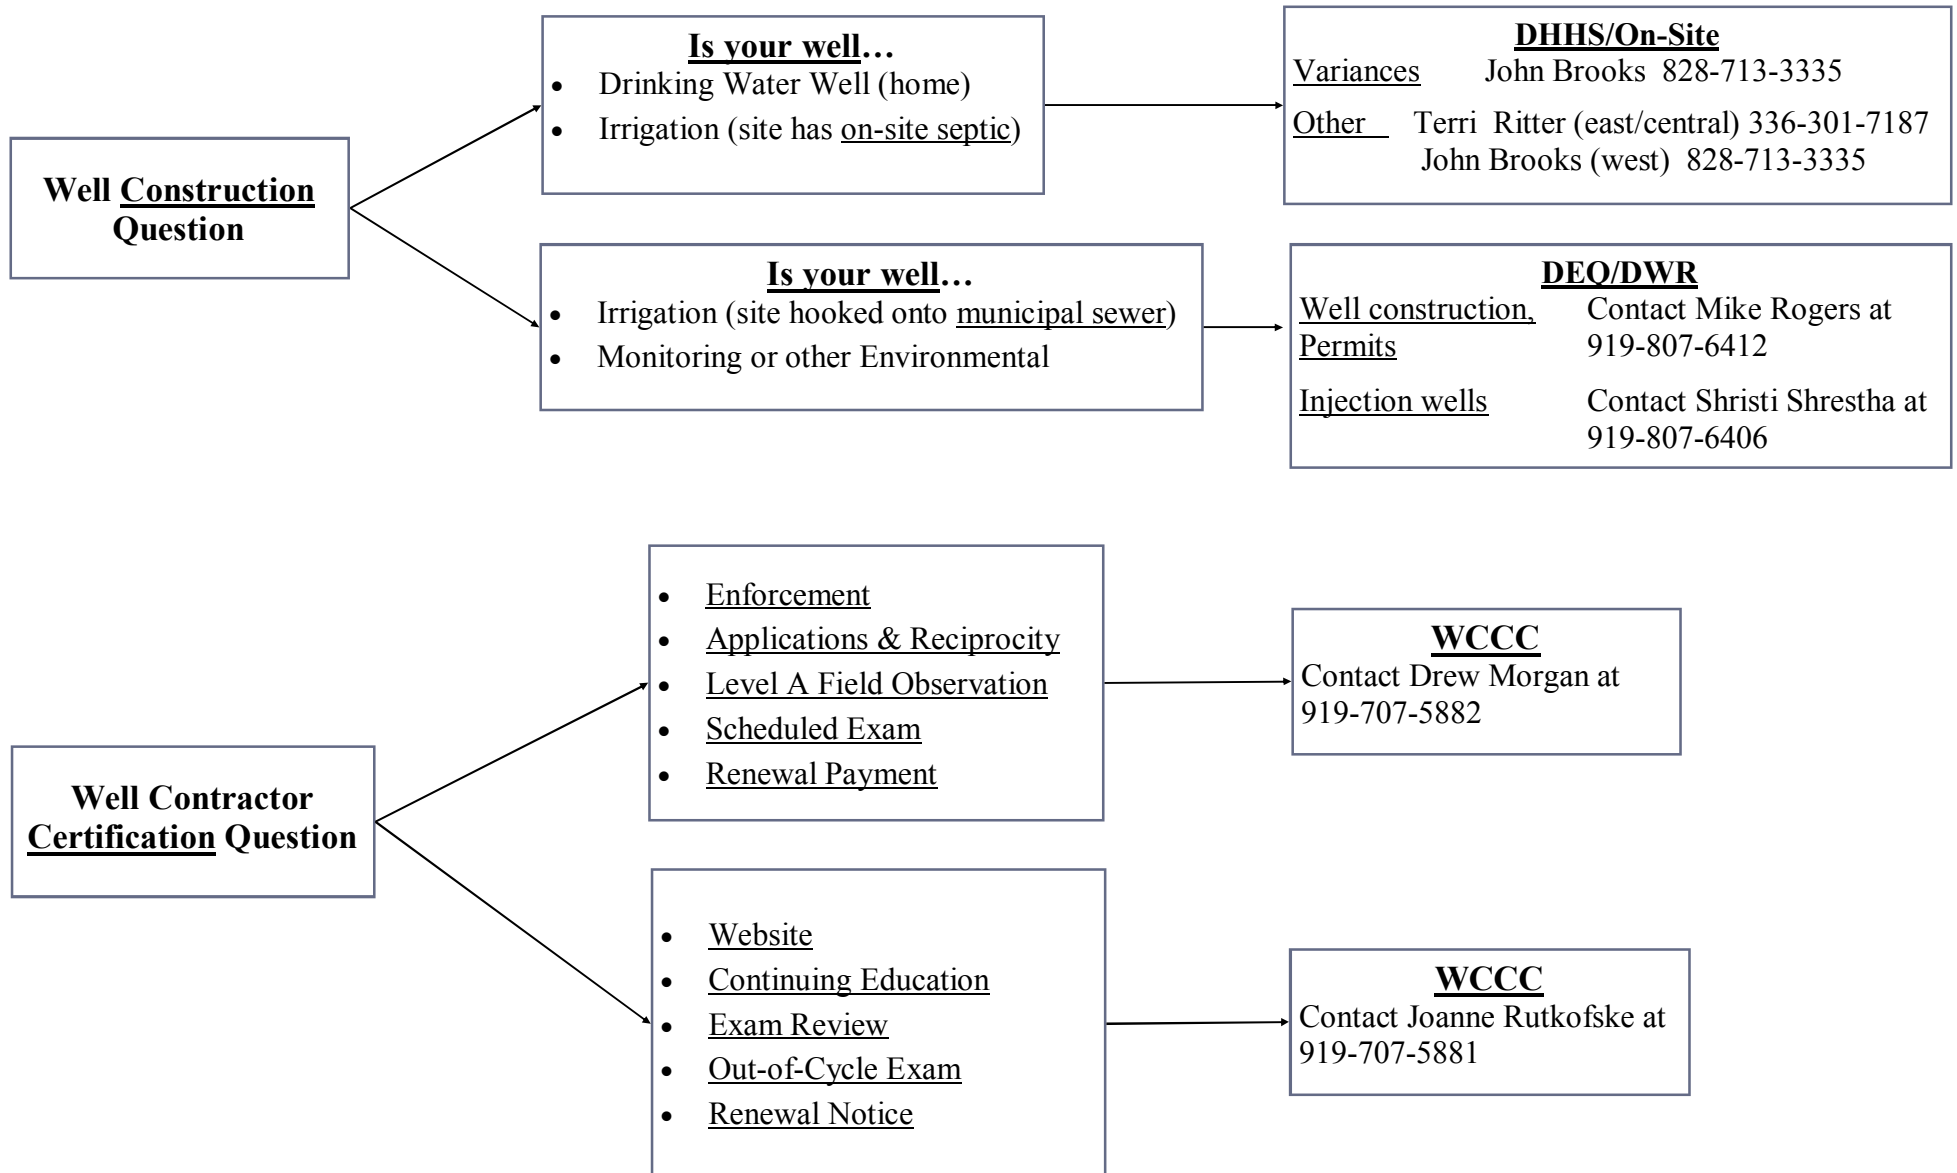 Well Construction
Question
Is your well…
• Drinking Water Well (home)
• Irrigation (site has on-site septic)
DHHS/On-Site
Variances John Brooks 828-713-3335
Other Terri Ritter (east/central) 336-301-7187
John Brooks (west) 828-713-3335
Is your well…
• Irrigation (site hooked onto municipal sewer)
• Monitoring or other Environmental
DEQ/DWR
Well construction, Contact Mike Rogers at
Permits 919-807-6412
Injection wells Contact Shristi Shrestha at
919-807-6406
Well Contractor
Certification Question
• Enforcement
• Applications & Reciprocity
• Level A Field Observation
• Scheduled Exam
• Renewal Payment
WCCC
Contact Drew Morgan at
919-707-5882
• Website
• Continuing Education
• Exam Review
• Out-of-Cycle Exam
• Renewal Notice
WCCC
Contact Joanne Rutkofske at
919-707-5881